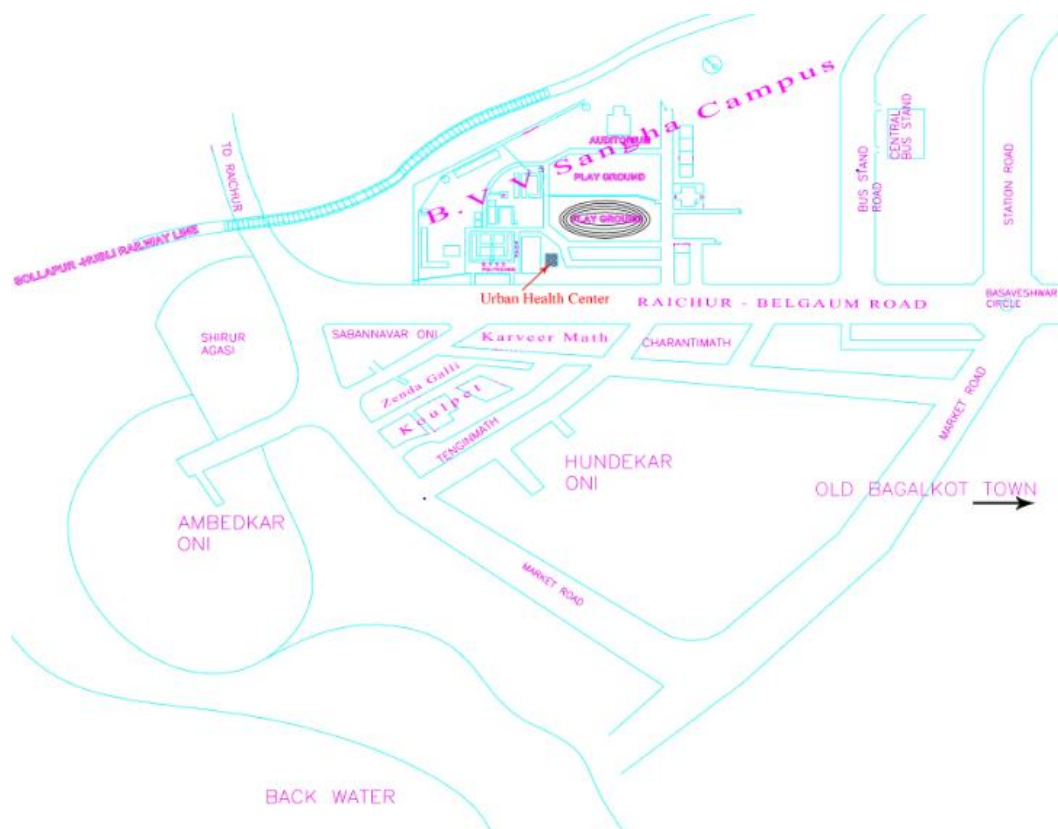 B. V V Sangha Campus
AUDITORIUM
PLAY GROUND
PLAY GROUND
CENTRAL
BUS STAND
BUS STAND
ROAD
STATION ROAD
TO RAICHUR
SOLLAPUR -HUBLI RAILWAY LINE
POLYTECHNIC
Urban Health Center
RAICHUR - BELGAUM ROAD
BASAVESHWAR
CIRCLE
SHIRUR
AGASI
SABANNAVAR ONI
Karveer Math
CHARANTIMATH
Zenda Galli
Koulpet
TENGINMATH
MARKET ROAD
HUNDEKAR
ONI
OLD BAGALKOT TOWN
AMBEDKAR
ONI
MARKET ROAD
BACK WATER